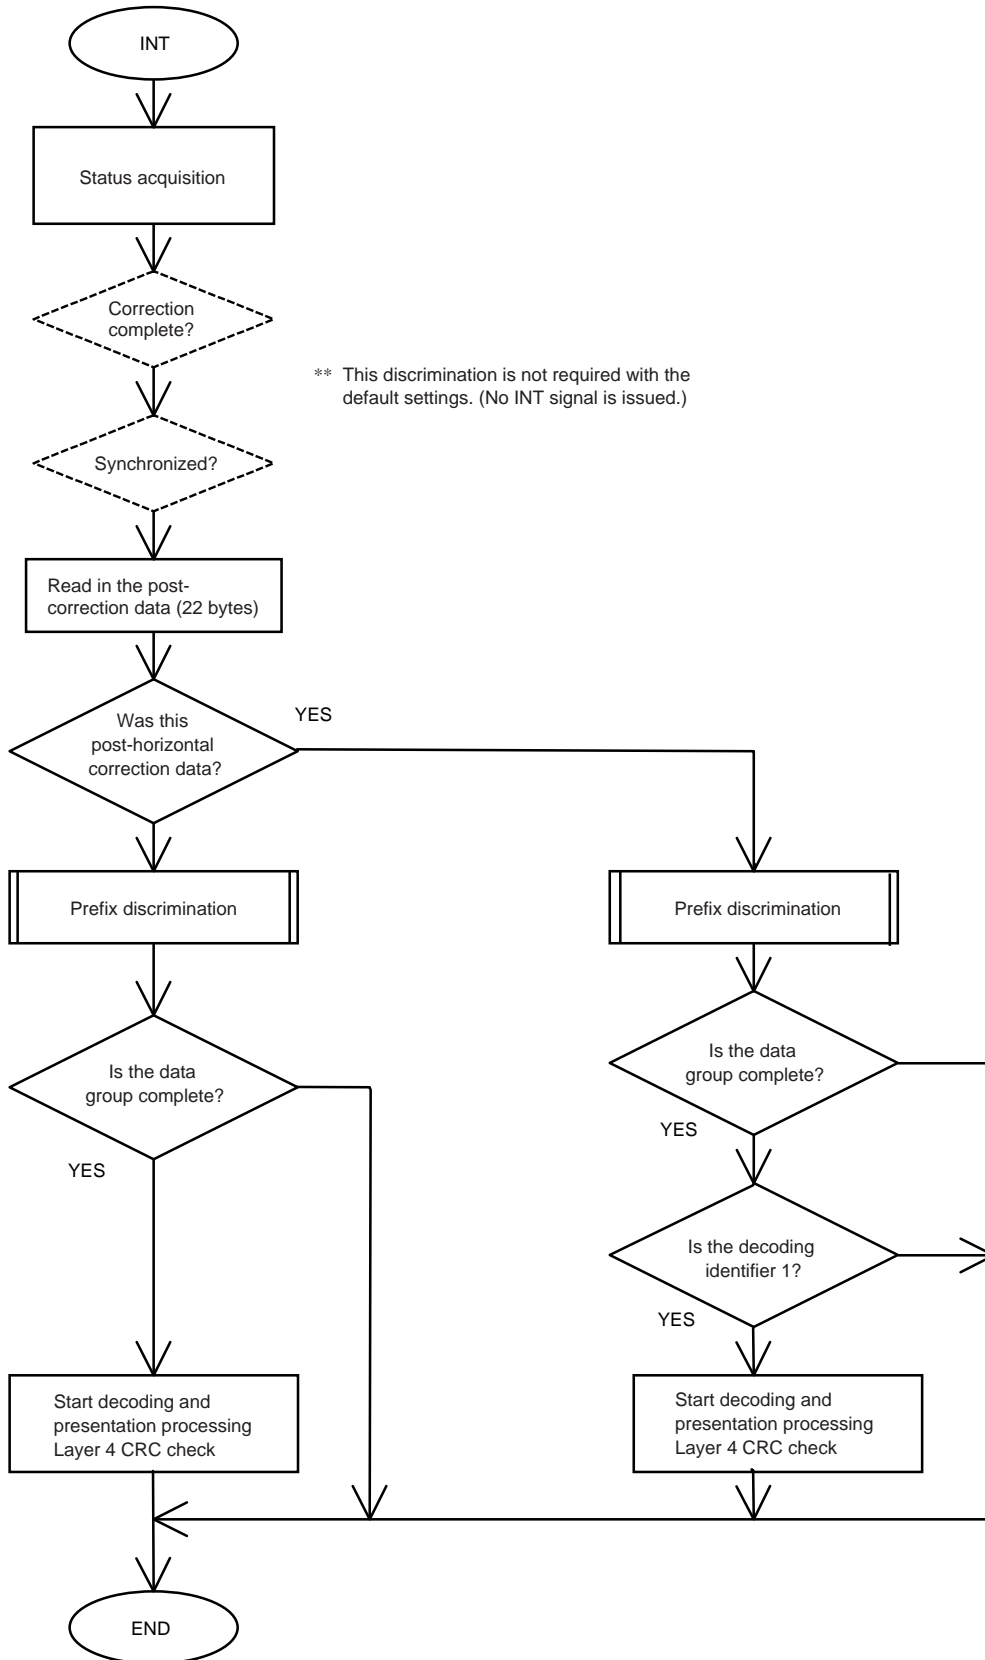 INT
Status acquisition
Correction
complete?
** This discrimination is not required with the
default settings. (No INT signal is issued.)
Synchronized?
Read in the post-
correction data (22 bytes)
Was this
post-horizontal
correction data?
YES
Prefix discrimination
Prefix discrimination
Is the data
group complete?
YES
Is the data
group complete?
YES
Is the decoding
identifier 1?
YES
Start decoding and
presentation processing
Layer 4 CRC check
Start decoding and
presentation processing
Layer 4 CRC check
END